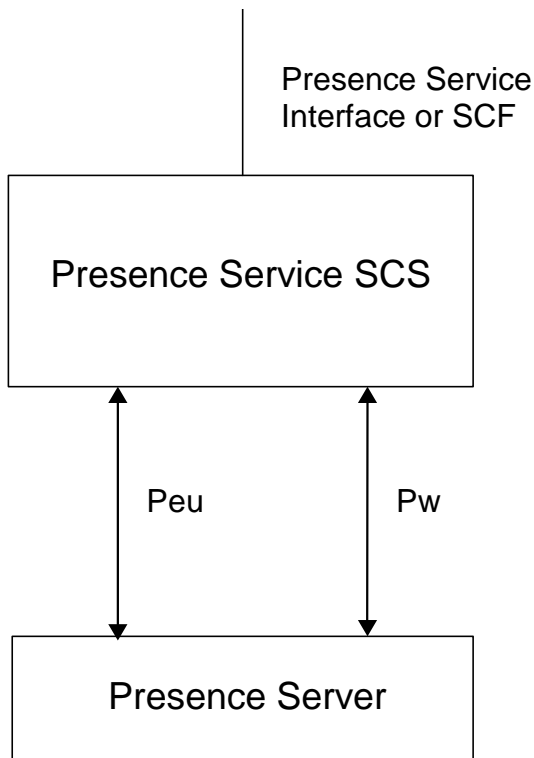 Presence Service
Interface or SCF
Presence Service SCS
Peu
Pw
Presence Server